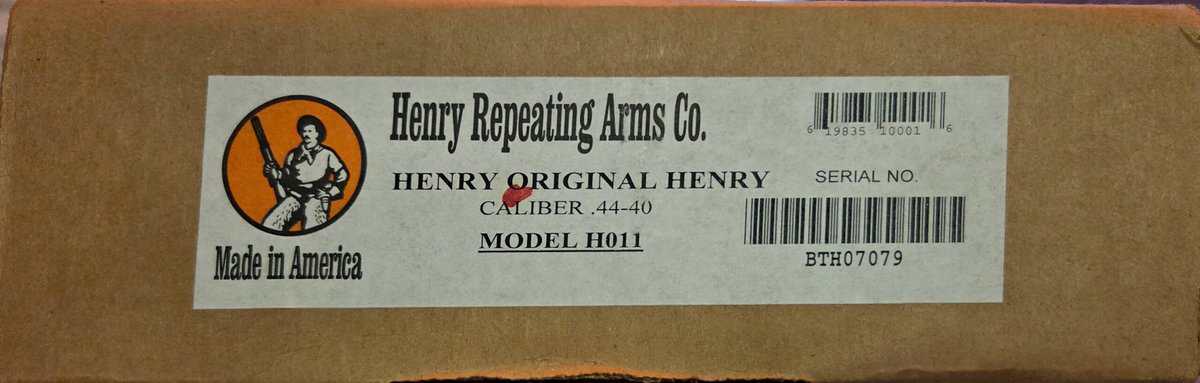 Henry Repeating Arms Co.
HENRY ORIGINAL HENRY
CALIBER .44-40
MODEL H011
Made in America
6 19835 10001 6
SERIAL NO.
BTH07079